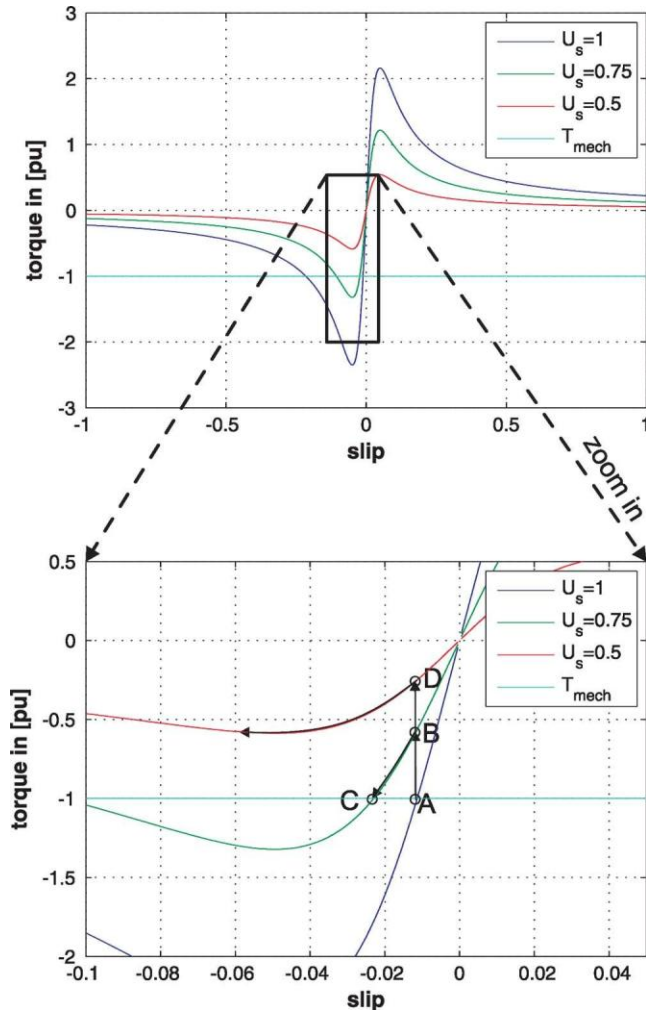 3
2
1
0
-1
-2
-3
torque in [pu]
U_s=1
U_s=0.75
U_s=0.5
T_mech
-1
-0.5
0
0.5
1
slip
zoom in
0.5
0
-0.5
-1
-1.5
-2
torque in [pu]
U_s=1
U_s=0.75
U_s=0.5
T_mech
D
B
C
A
-0.1
-0.08
-0.06
-0.04
-0.02
0
0.02
0.04
slip